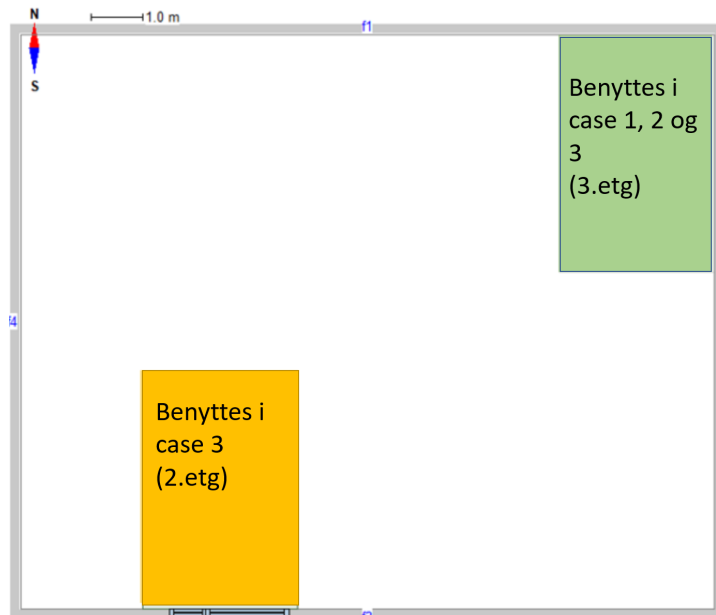 N
1.0 m
f1
S
Benyttes i
case 1, 2 og
3
(3.etg)
f4
Benyttes i
case 3
(2.etg)